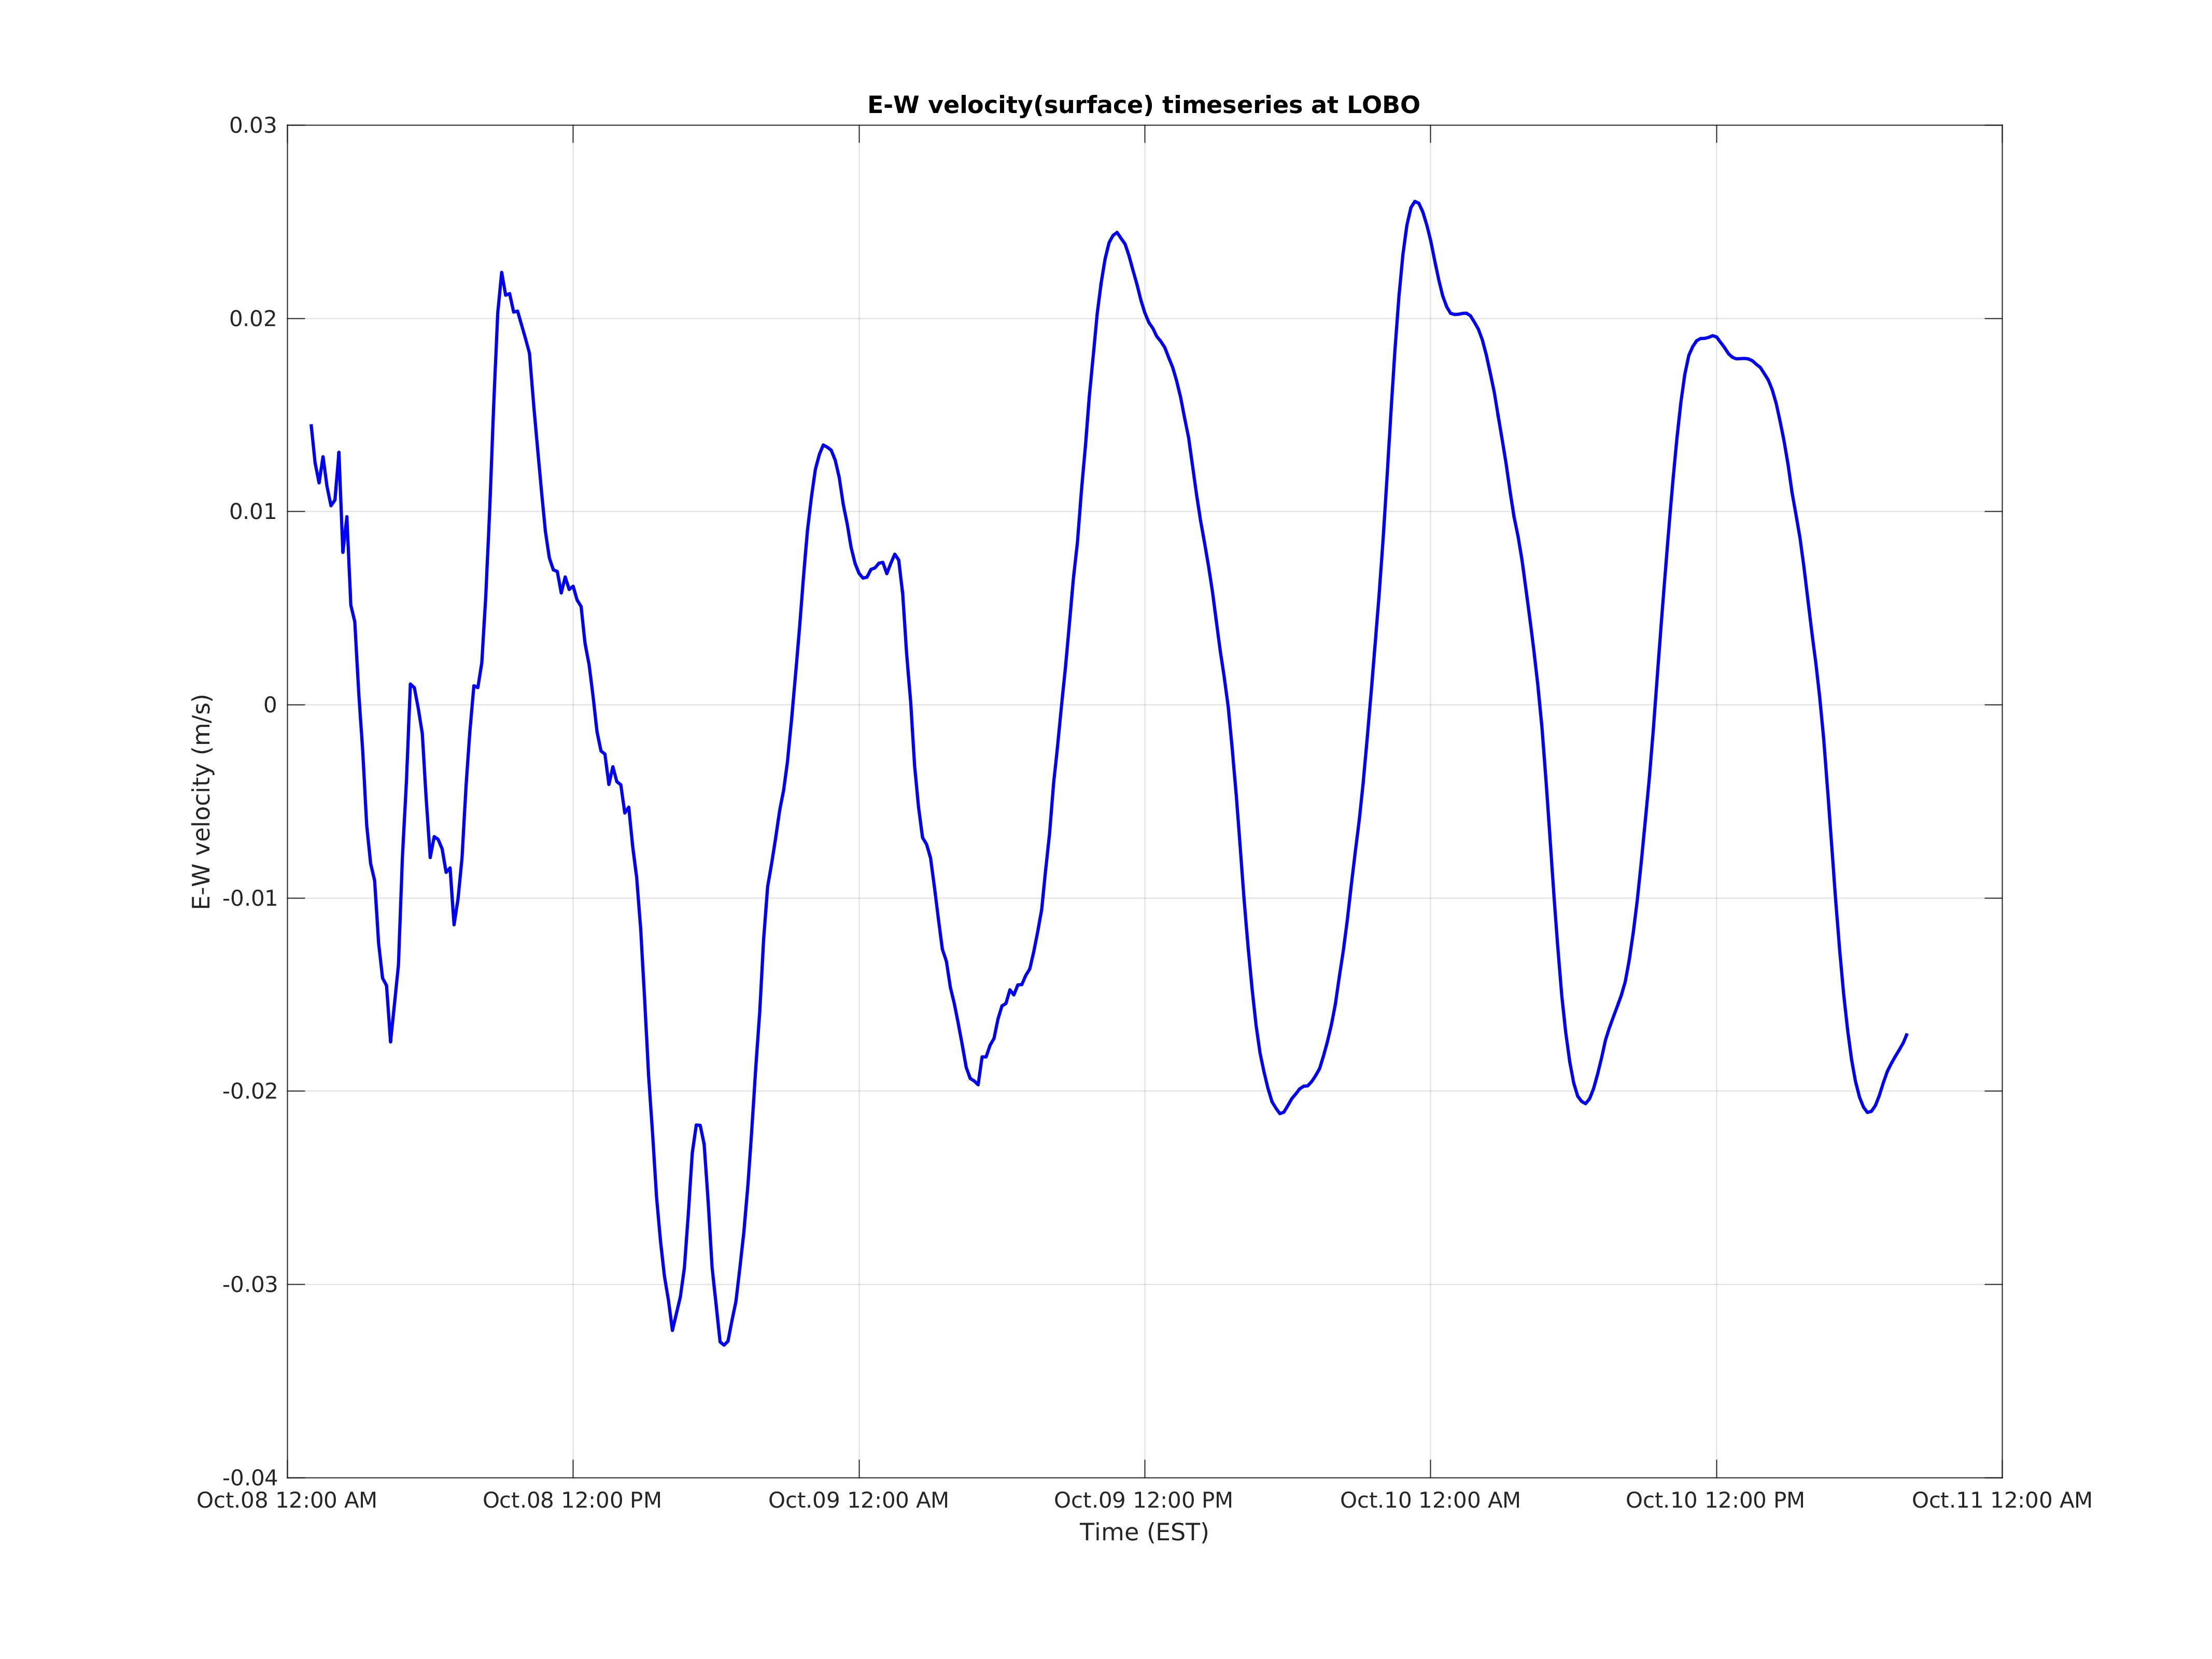 E-W velocity(surface) timeseries at LOBO
0.03
0.02
0.01
0
-0.01
-0.02
-0.03
-0.04
E-W velocity (m/s)
Oct.08 12:00 AM Oct.08 12:00 PM Oct.09 12:00 AM Oct.09 12:00 PM Oct.10 12:00 AM Oct.10 12:00 PM Oct.11 12:00 AM
Time (EST)